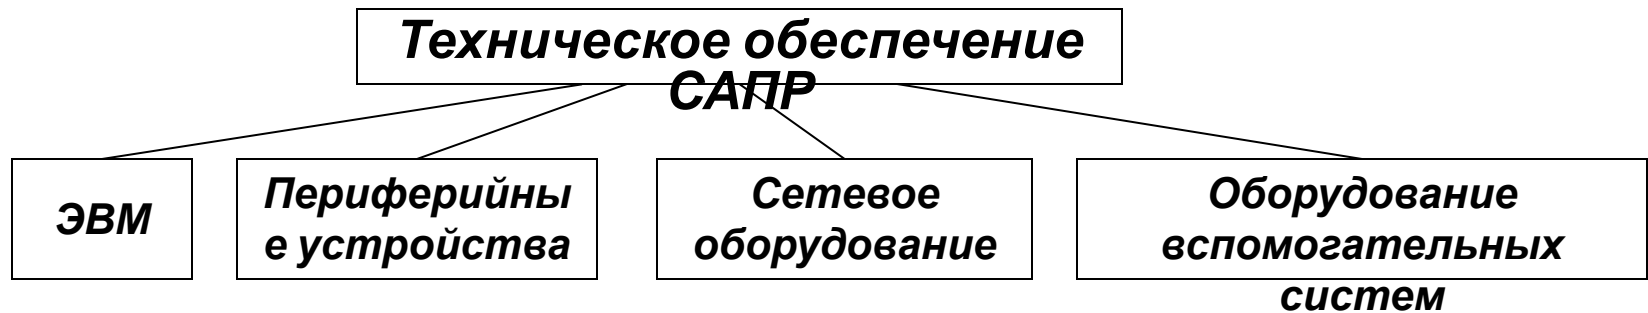 Техническое обеспечение
САПР
ЭВМ
Периферийны
е устройства
Сетевое
оборудование
Оборудование
вспомогательных
систем